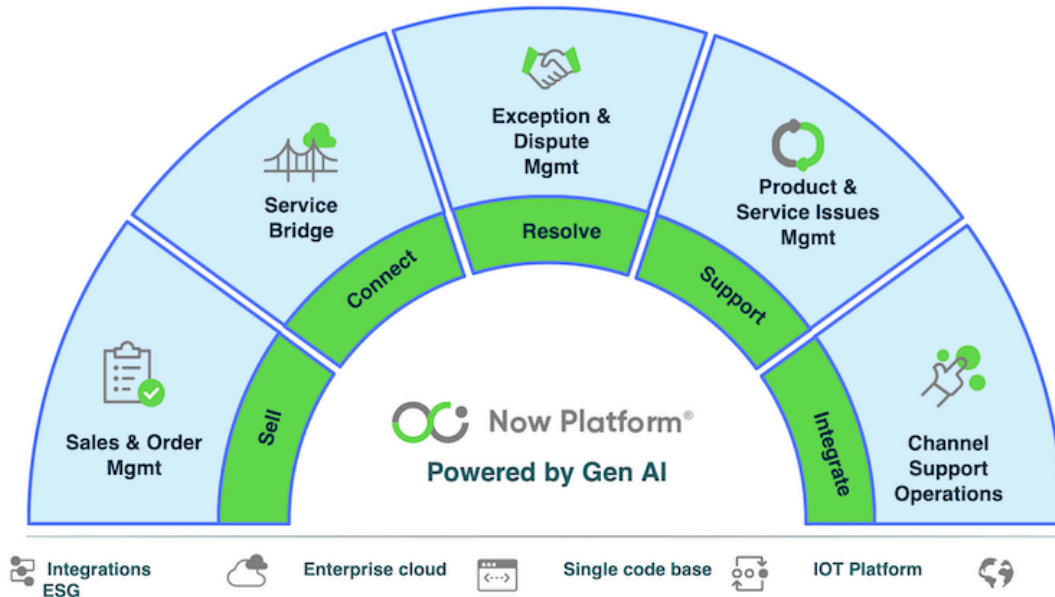 Exception &
Dispute
Mgmt
Service
Bridge
Product &
Service Issues
Mgmt
Resolve
Connect
Support
Sales & Order
Mgmt
Sell
Now Platform®
Powered by Gen AI
Integrate
Channel
Support
Operations
Integrations
ESG
Enterprise cloud
Single code base
IOT Platform